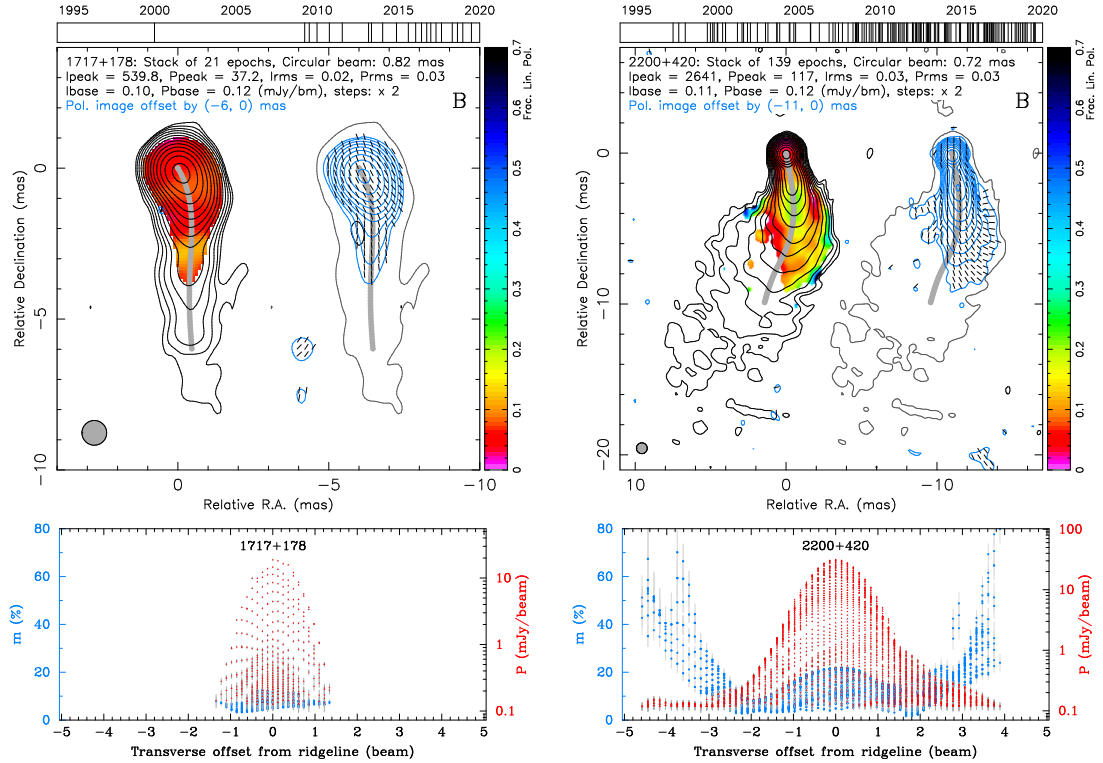 1995 2000 2005 2010 2015 2020
1717+178: Stack of 21 epochs, Circular beam: 0.82 mas
Ipeak = 539.8, Ppeak = 37.2, Irms = 0.02, Prms = 0.03
Ibase = 0.10, Pbase = 0.12 (mJy/bm), steps: x 2
Pol. image offset by (−6, 0) mas
B
Relative Declination (mas)
0
−5
−10
0 −5 −10
Relative R.A. (mas)
Frac. Lin. Pol.
0.7
0.6
0.5
0.4
0.3
0.2
0.1
0
1995 2000 2005 2010 2015 2020
2200+420: Stack of 139 epochs, Circular beam: 0.72 mas
Ipeak = 2641, Ppeak = 117, Irms = 0.03, Prms = 0.03
Ibase = 0.11, Pbase = 0.12 (mJy/bm), steps: x 2
Pol. image offset by (−11, 0) mas
B
Relative Declination (mas)
0
−10
−20
10 0 −10
Relative R.A. (mas)
Frac. Lin. Pol.
0.7
0.6
0.5
0.4
0.3
0.2
0.1
0
1717+178
m (%)
80
60
40
20
0
P (mJy/beam)
10
1
0.1
-5 -4 -3 -2 -1 0 1 2 3 4 5
Transverse offset from ridgeline (beam)
2200+420
m (%)
80
60
40
20
0
P (mJy/beam)
100
10
1
0.1
-5 -4 -3 -2 -1 0 1 2 3 4 5
Transverse offset from ridgeline (beam)